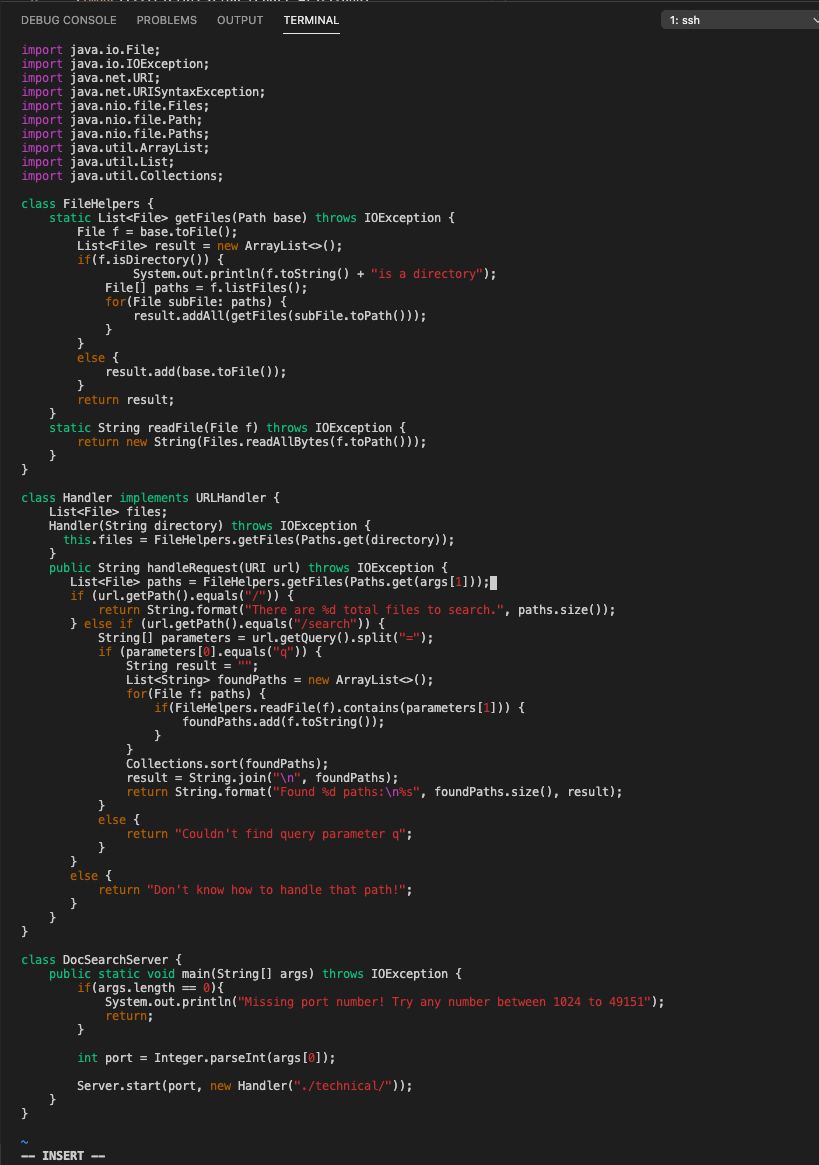 DEBUG CONSOLE PROBLEMS OUTPUT TERMINAL 1: ssh
import java.io.File;
import java.io.IOException;
import java.net.URI;
import java.net.URISyntaxException;
import java.nio.file.Files;
import java.nio.file.Path;
import java.nio.file.Paths;
import java.util.ArrayList;
import java.util.List;
import java.util.Collections;

class FileHelpers {
    static List<File> getFiles(Path base) throws IOException {
        File f = base.toFile();
        List<File> result = new ArrayList<>();
        if(f.isDirectory()) {
                System.out.println(f.toString() + "is a directory");
            File[] paths = f.listFiles();
            for(File subFile: paths) {
                result.addAll(getFiles(subFile.toPath()));
            }
        }
        else {
            result.add(base.toFile());
        }
        return result;
    }
    static String readFile(File f) throws IOException {
        return new String(Files.readAllBytes(f.toPath()));
    }
}

class Handler implements URLHandler {
    List<File> files;
    Handler(String directory) throws IOException {
      this.files = FileHelpers.getFiles(Paths.get(directory));
    }
    public String handleRequest(URI url) throws IOException {
       List<File> paths = FileHelpers.getFiles(Paths.get(args[1]));
       if (url.getPath().equals("/")) {
           return String.format("There are %d total files to search.", paths.size());
       } else if (url.getPath().equals("/search")) {
           String[] parameters = url.getQuery().split("=");
           if (parameters[0].equals("q")) {
               String result = "";
               List<String> foundPaths = new ArrayList<>();
               for(File f: paths) {
                   if(FileHelpers.readFile(f).contains(parameters[1])) {
                       foundPaths.add(f.toString());
                   }
               }
               Collections.sort(foundPaths);
               result = String.join("\n", foundPaths);
               return String.format("Found %d paths:\n%s", foundPaths.size(), result);
           }
           else {
               return "Couldn't find query parameter q";
           }
       }
       else {
           return "Don't know how to handle that path!";
       }
    }
}

class DocSearchServer {
    public static void main(String[] args) throws IOException {
        if(args.length == 0){
            System.out.println("Missing port number! Try any number between 1024 to 49151");
            return;
        }

        int port = Integer.parseInt(args[0]);

        Server.start(port, new Handler("./technical/"));
    }
}

~
-- INSERT --